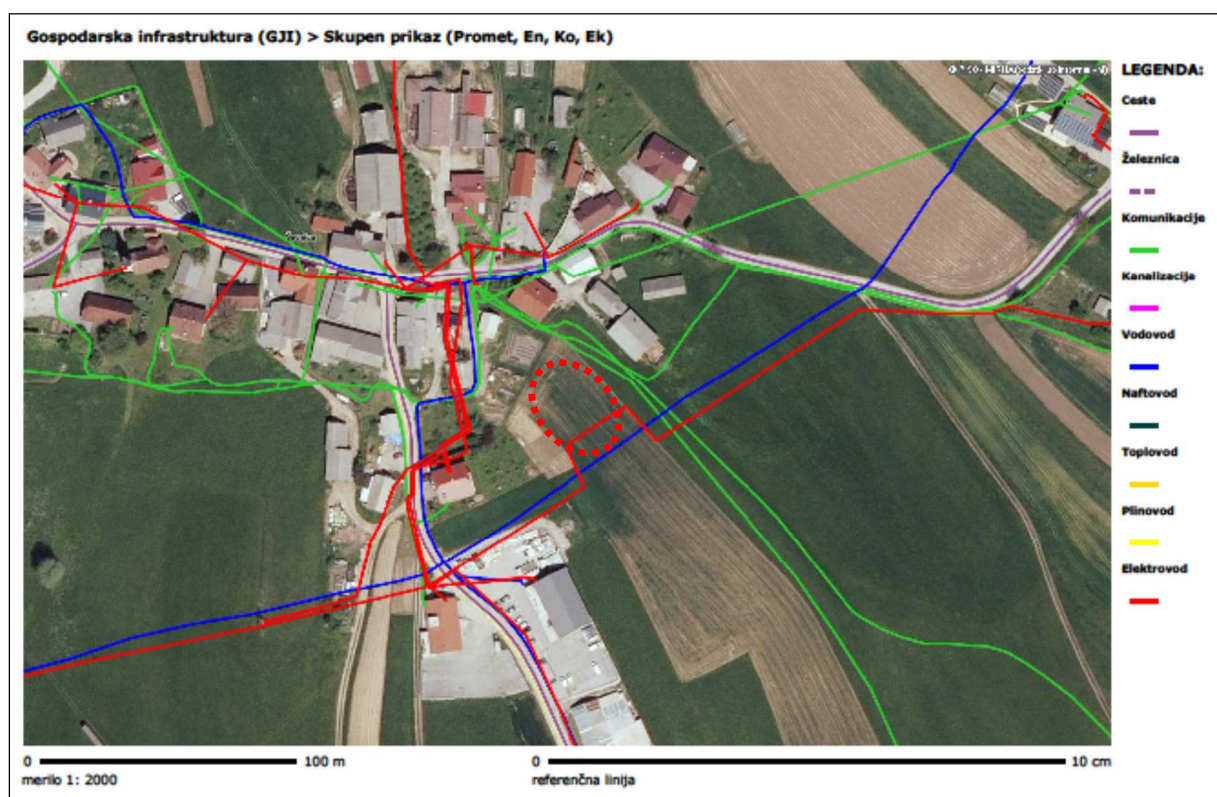 Gospodarska infrastruktura (GJI) > Skupen prikaz (Promet, En, Ko, Ek)
LEGENDA:
Ceste
Železnica
Komunikacije
Kanalizacija
Vodovod
Naftovod
Toplovod
Plinovod
Elektrovod
0 100 m 0 10 cm
merilo 1: 2000 referenčna linija